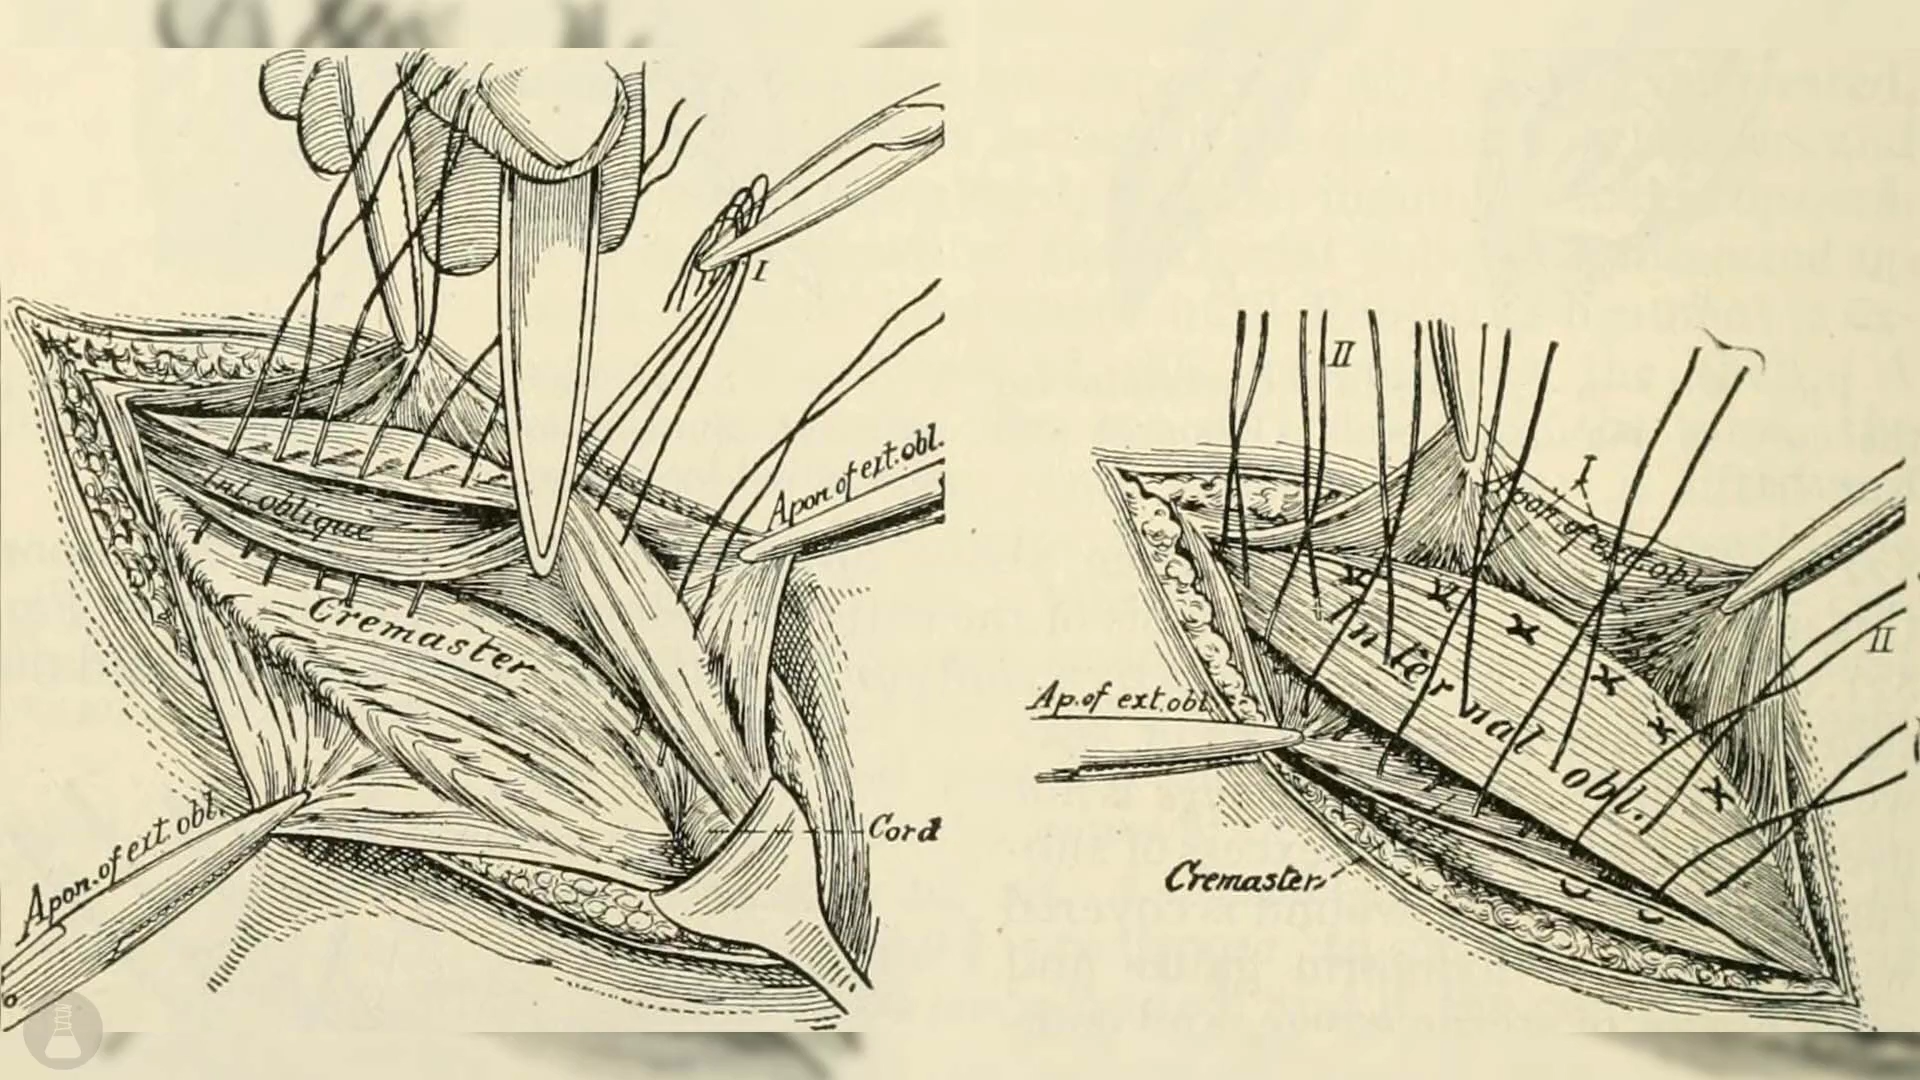 I
Apon. of ext. obl.
Int. oblique
Cremaster
Cord
Apon. of ext. obl.
II
I
Apon. of ext. obl.
Internal obl.
II
Ap. of ext. obl.
Cremaster